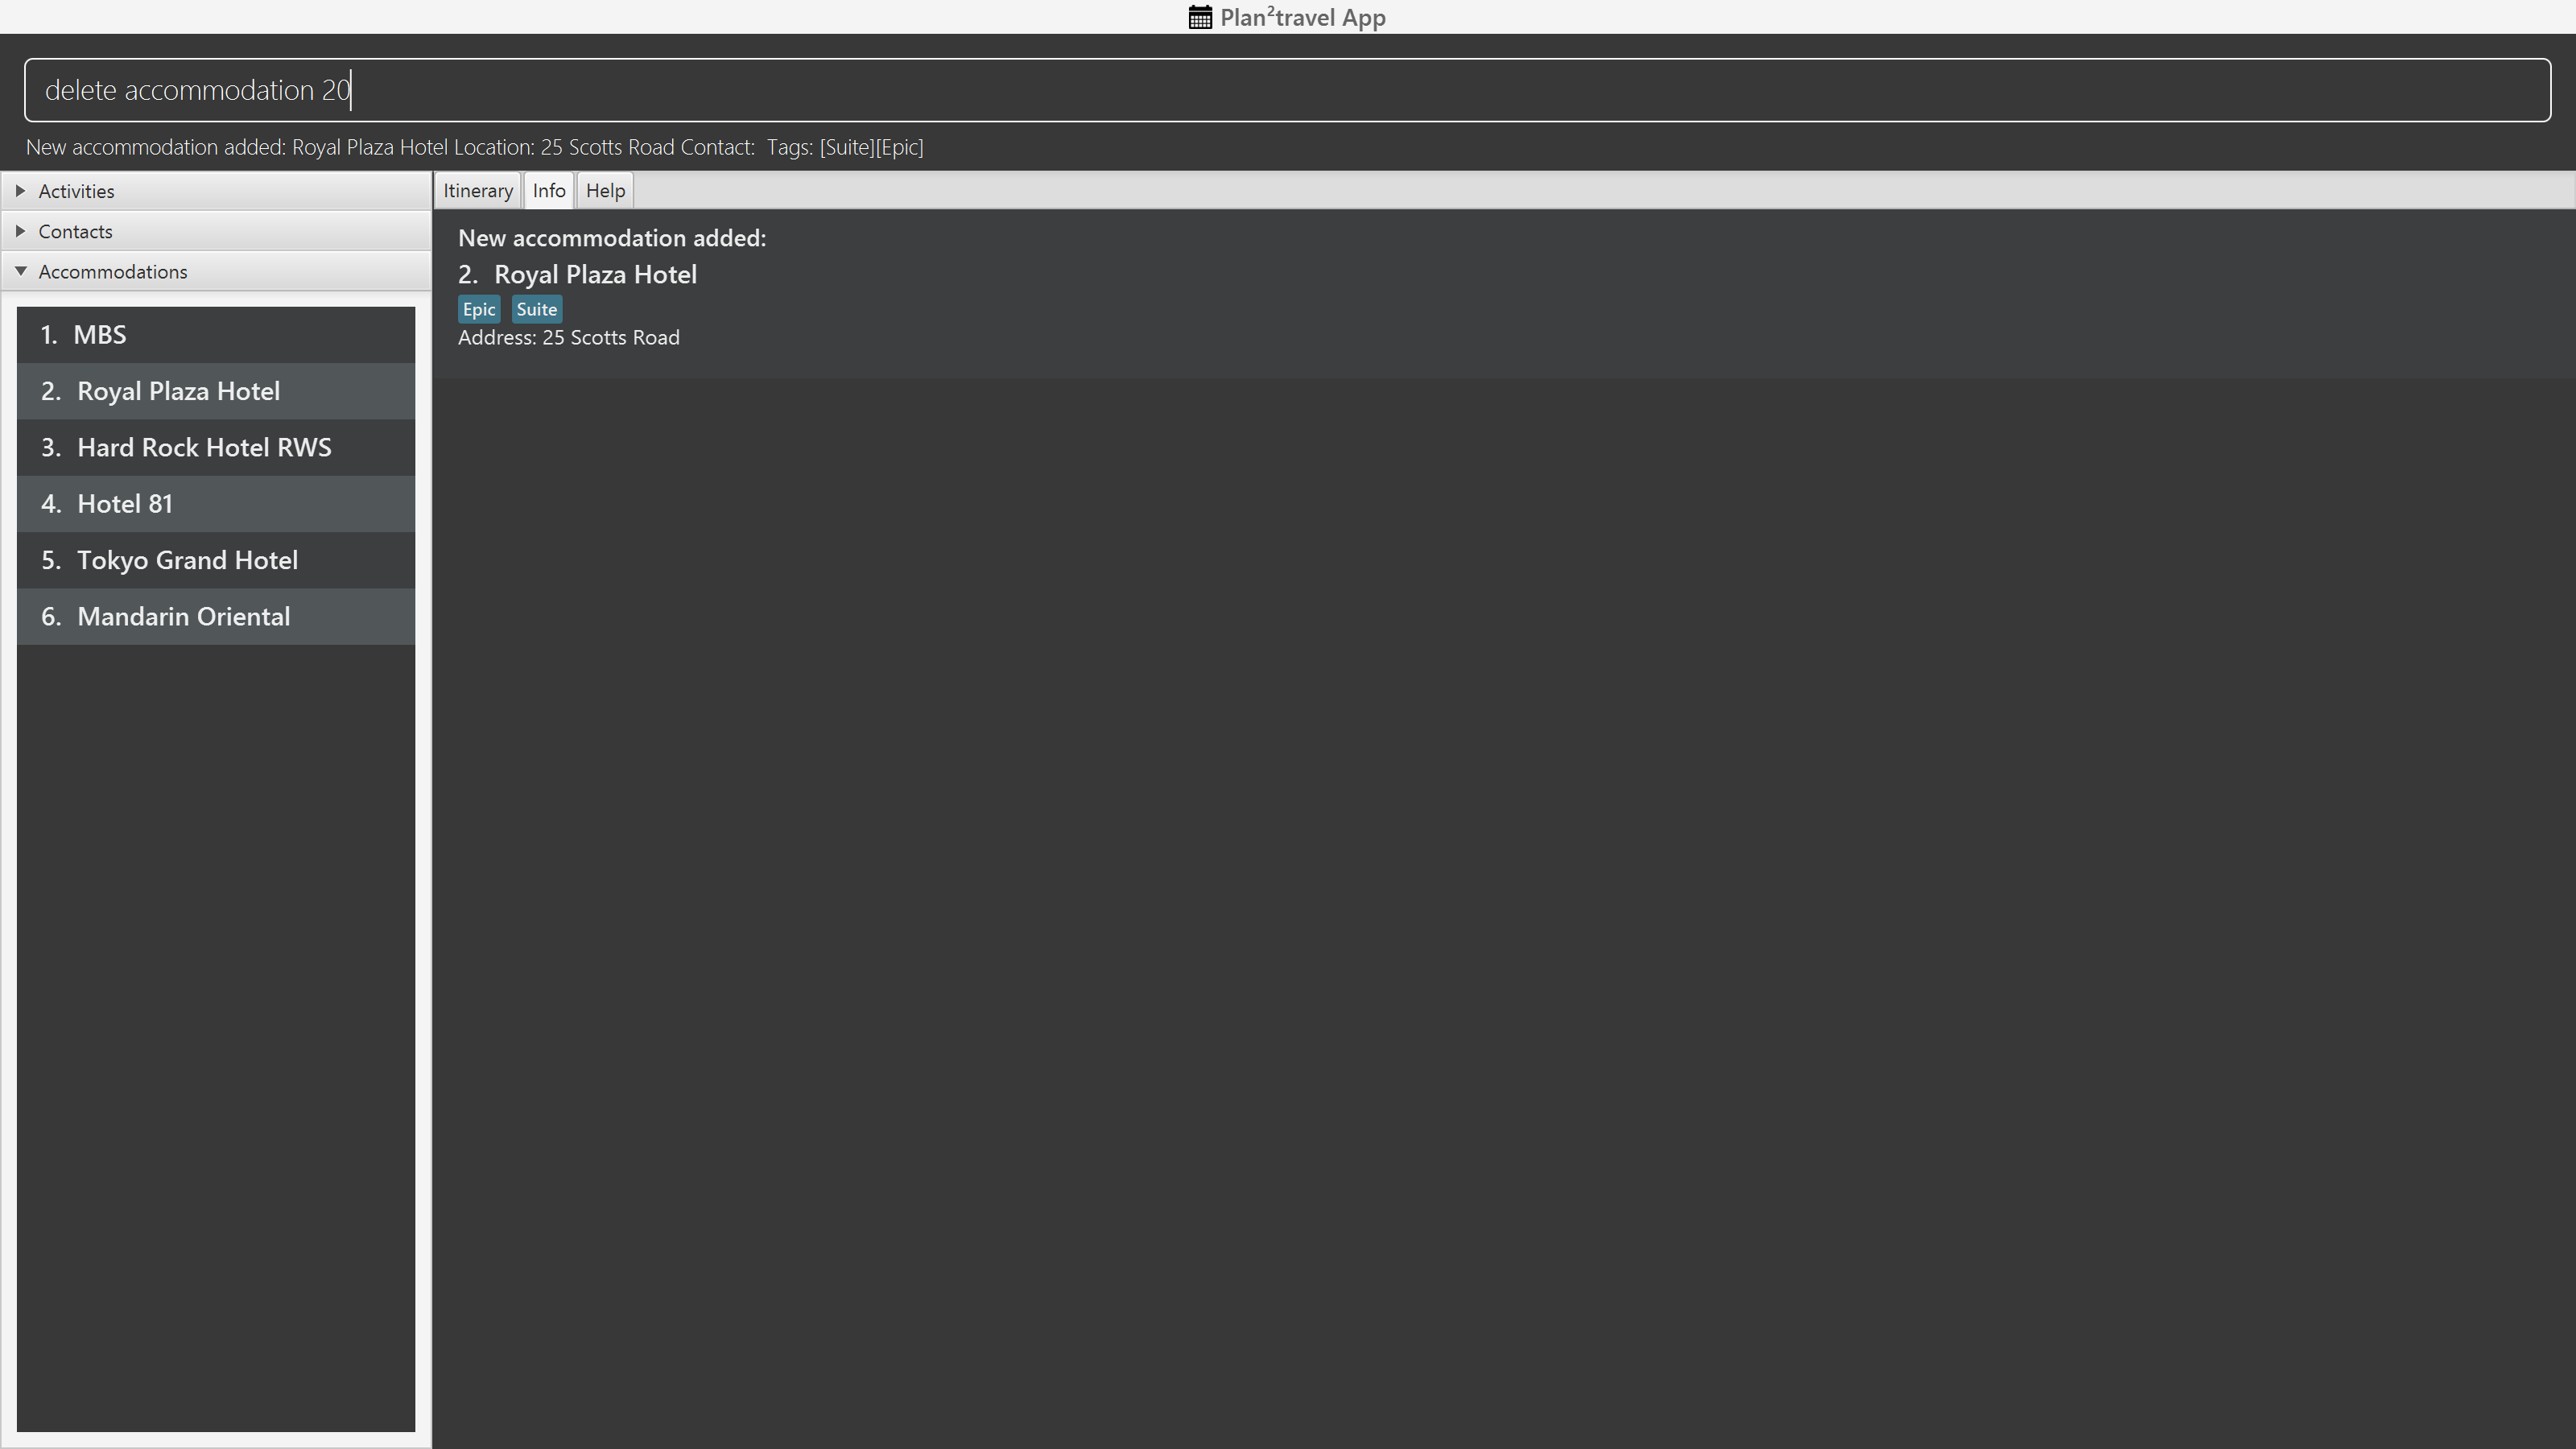 Plan²travel App
delete accommodation 20
New accommodation added: Royal Plaza Hotel Location: 25 Scotts Road Contact:  Tags: [Suite][Epic]
Activities
Contacts
Accommodations
1. MBS
2. Royal Plaza Hotel
3. Hard Rock Hotel RWS
4. Hotel 81
5. Tokyo Grand Hotel
6. Mandarin Oriental
Itinerary Info Help
New accommodation added:
2. Royal Plaza Hotel
Epic Suite
Address: 25 Scotts Road